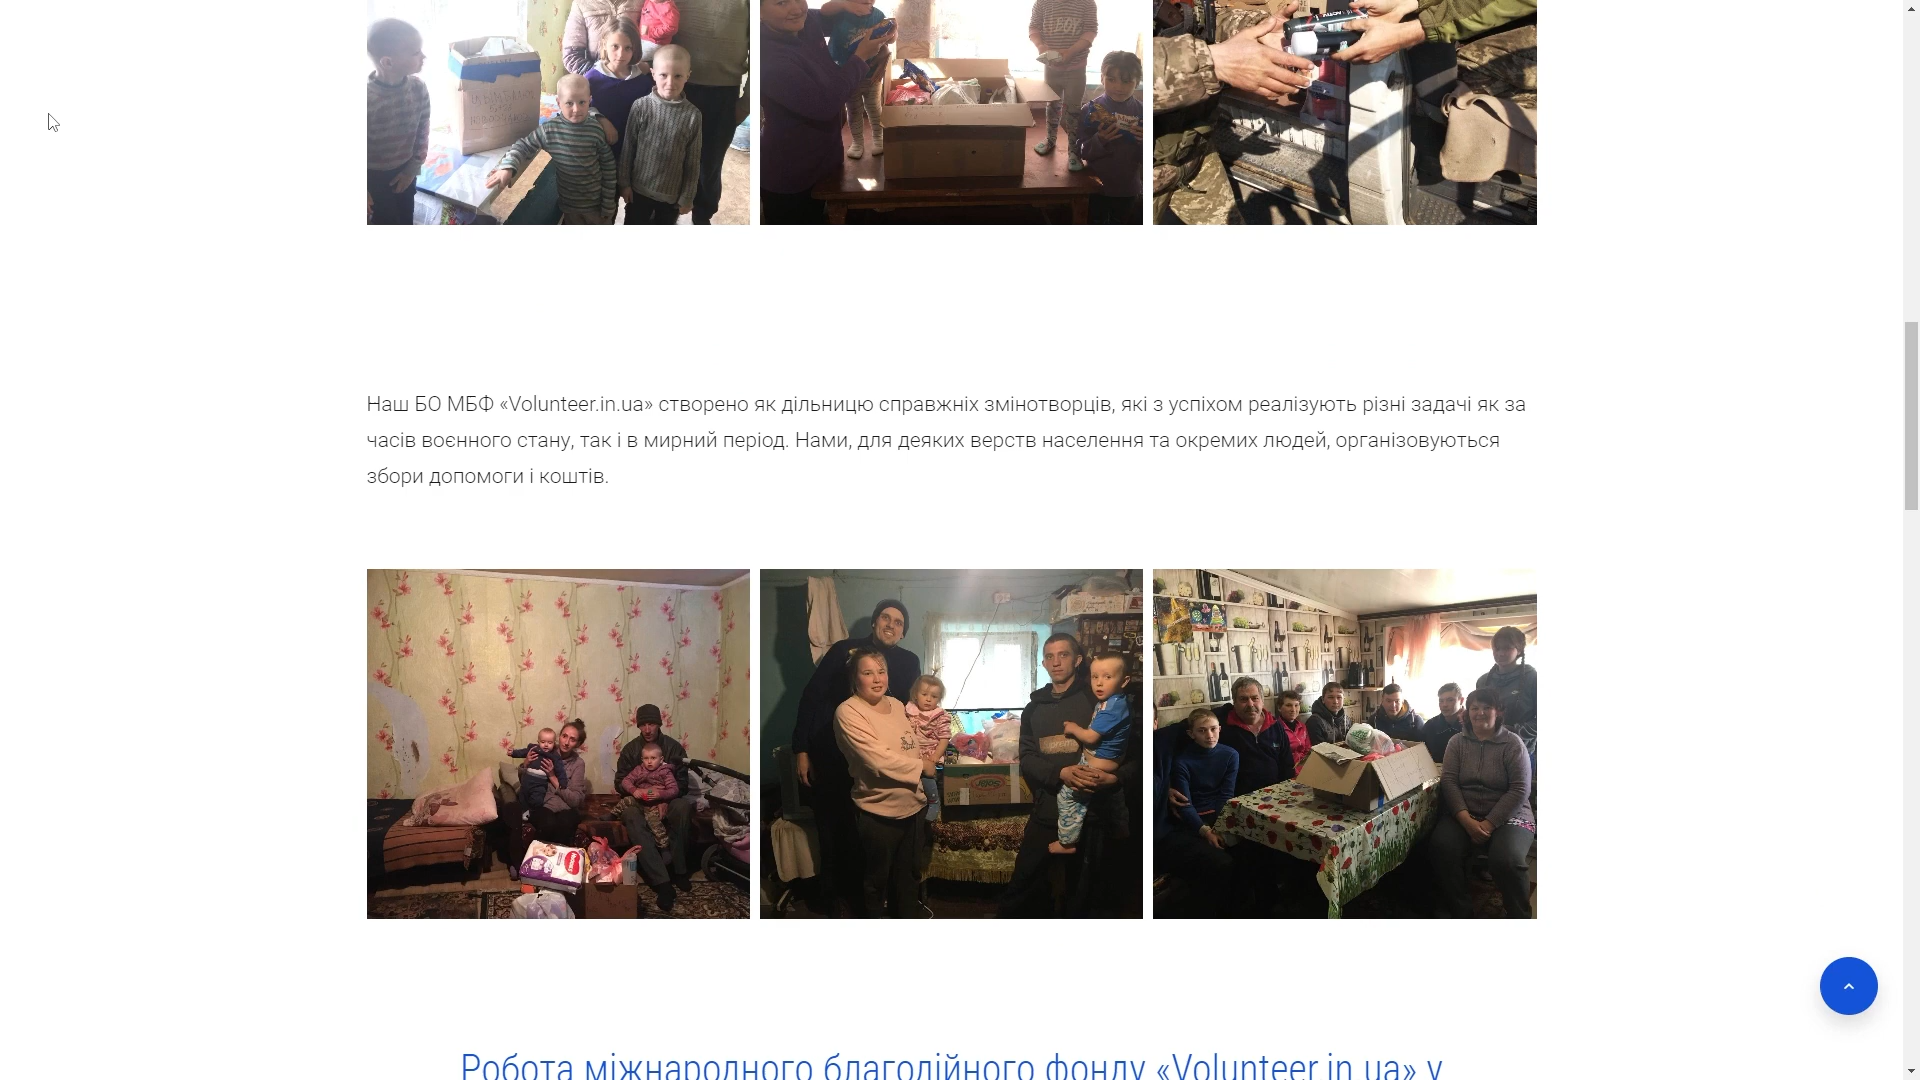 BOY
Наш БО МБФ «Volunteer.in.ua» створено як дільницю справжніх змінотворців, які з успіхом реалізують різні задачі як за
часів воєнного стану, так і в мирний період. Нами, для деяких верств населення та окремих людей, організовуються
збори допомоги і коштів.
Робота міжнародного благодійного фонду «Volunteer.in.ua» у